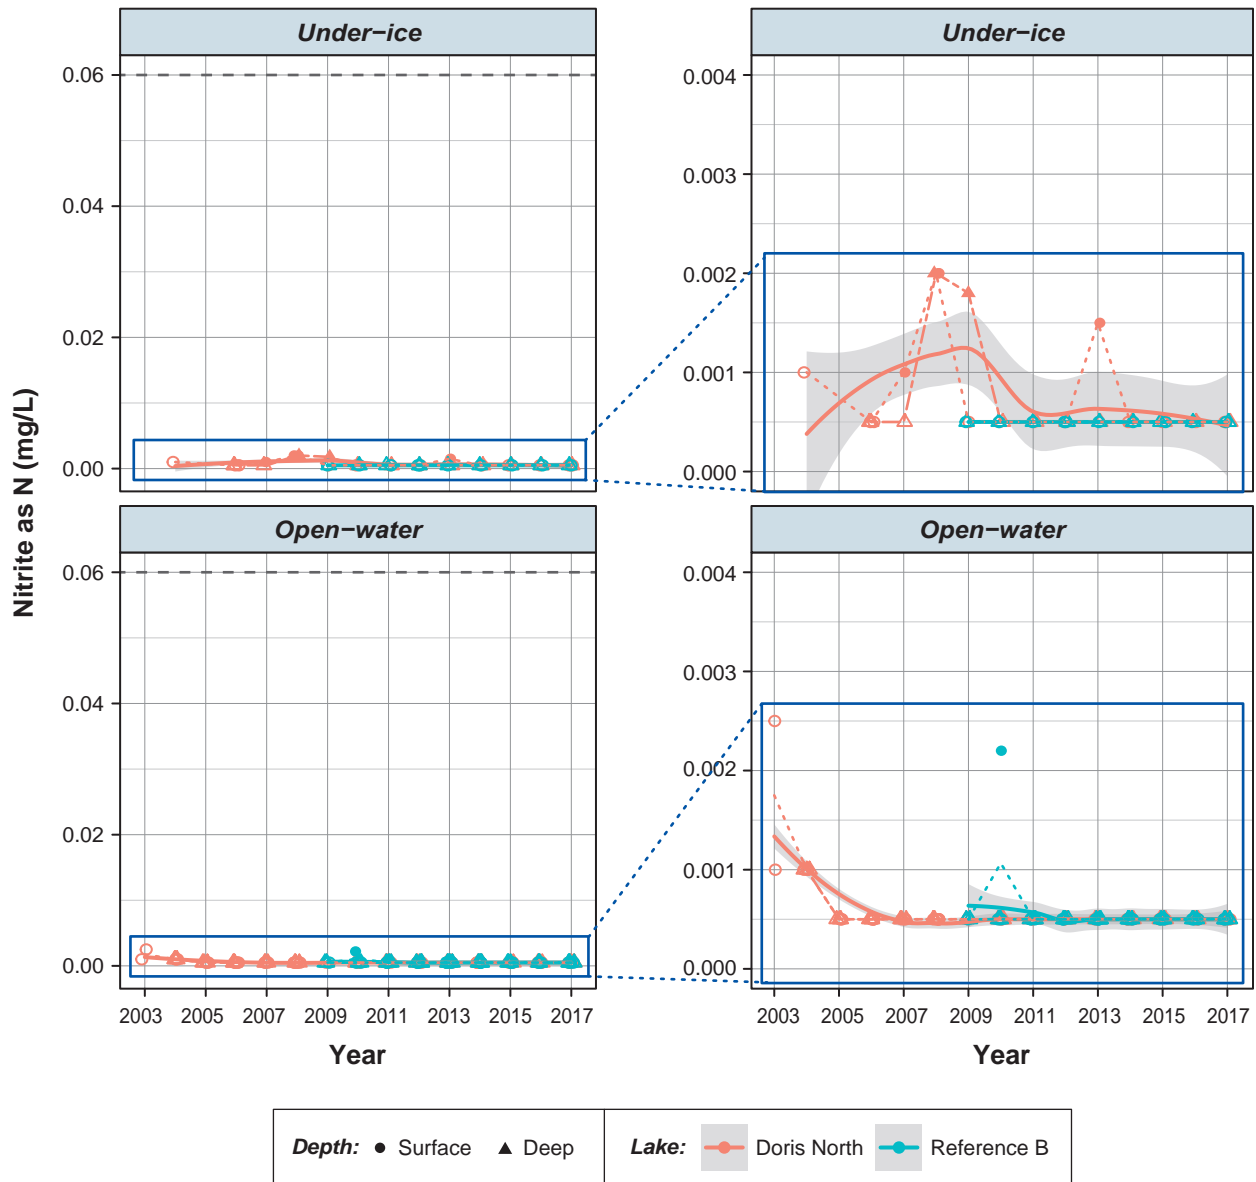 Under−ice
Under−ice
0.06
0.04
0.02
0.00
0.004
0.003
0.002
0.001
0.000
Nitrite as N (mg/L)
Open−water
Open−water
0.06
0.04
0.02
0.00
0.004
0.003
0.002
0.001
0.000
2003 2005 2007 2009 2011 2013 2015 2017
2003 2005 2007 2009 2011 2013 2015 2017
Year
Year
Depth: Surface Deep Lake: Doris North Reference B